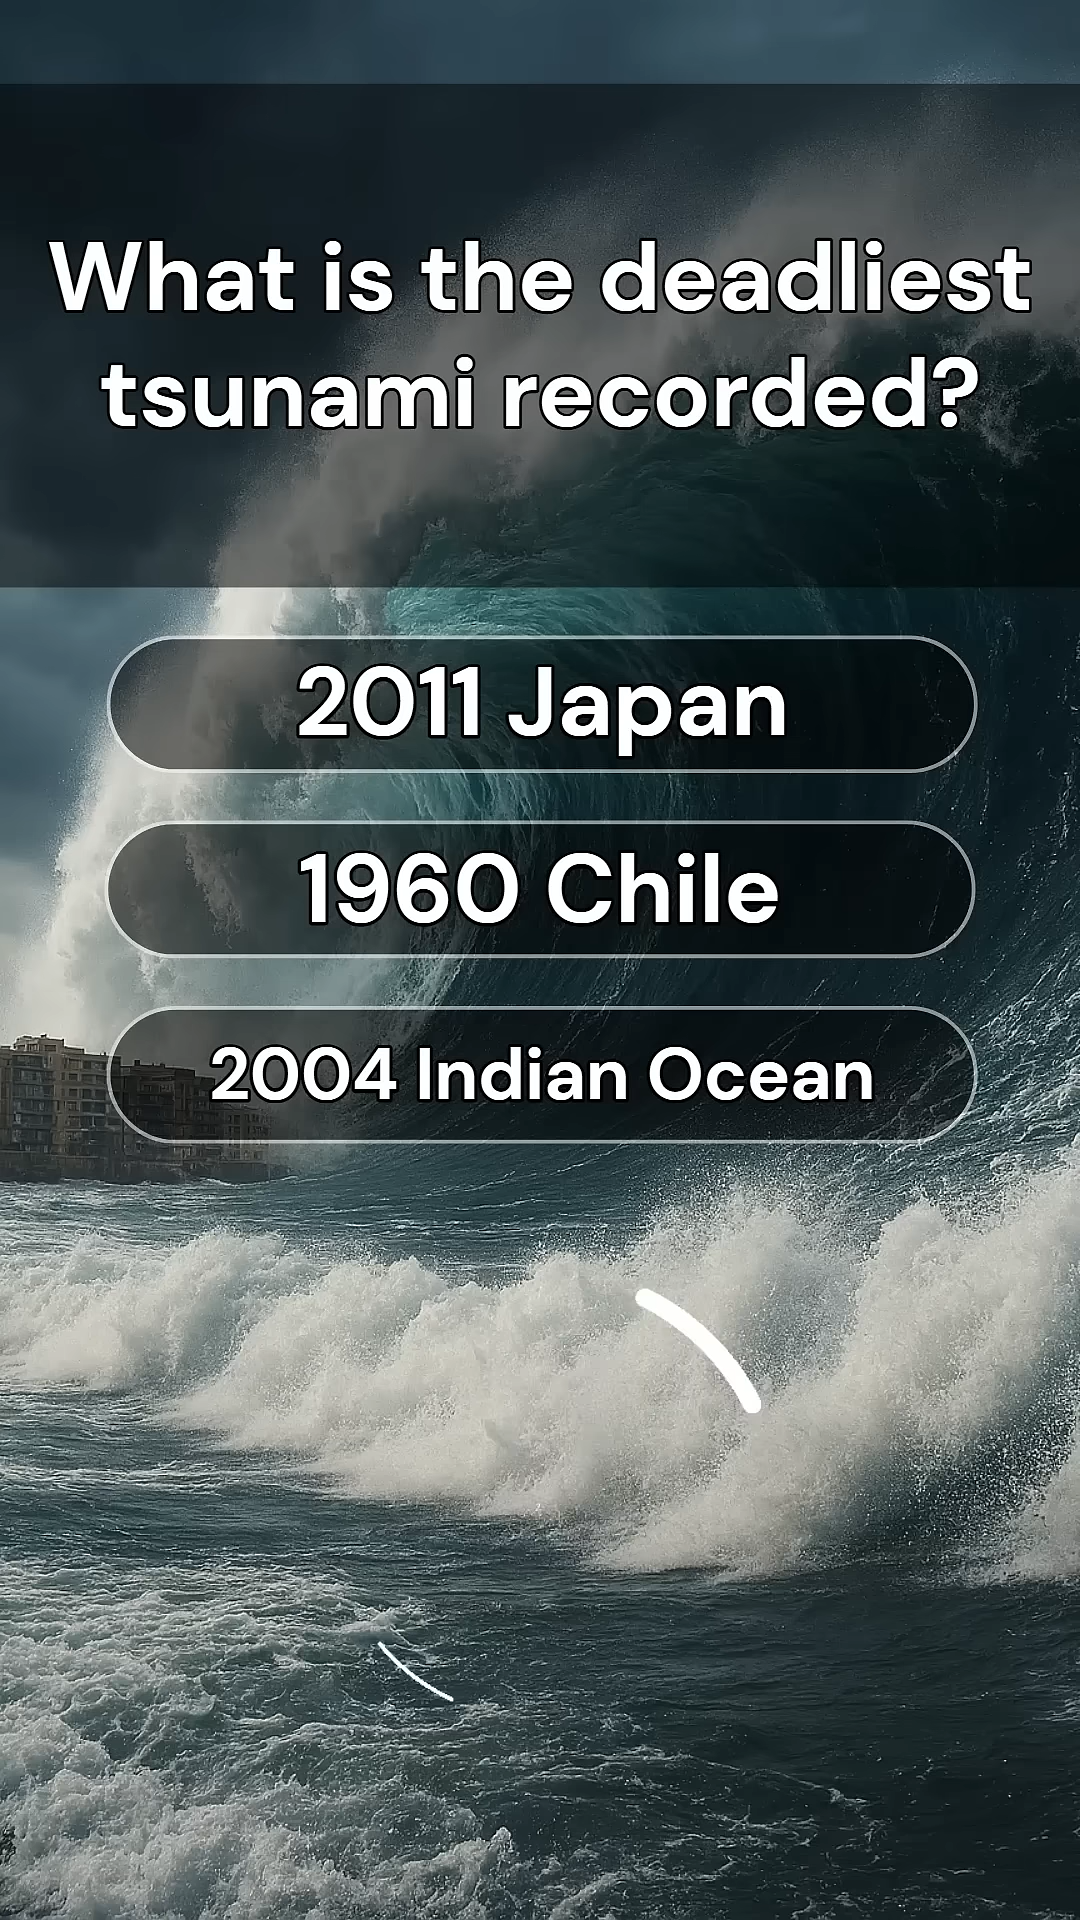 What is the deadliest
tsunami recorded?
2011 Japan
1960 Chile
2004 Indian Ocean